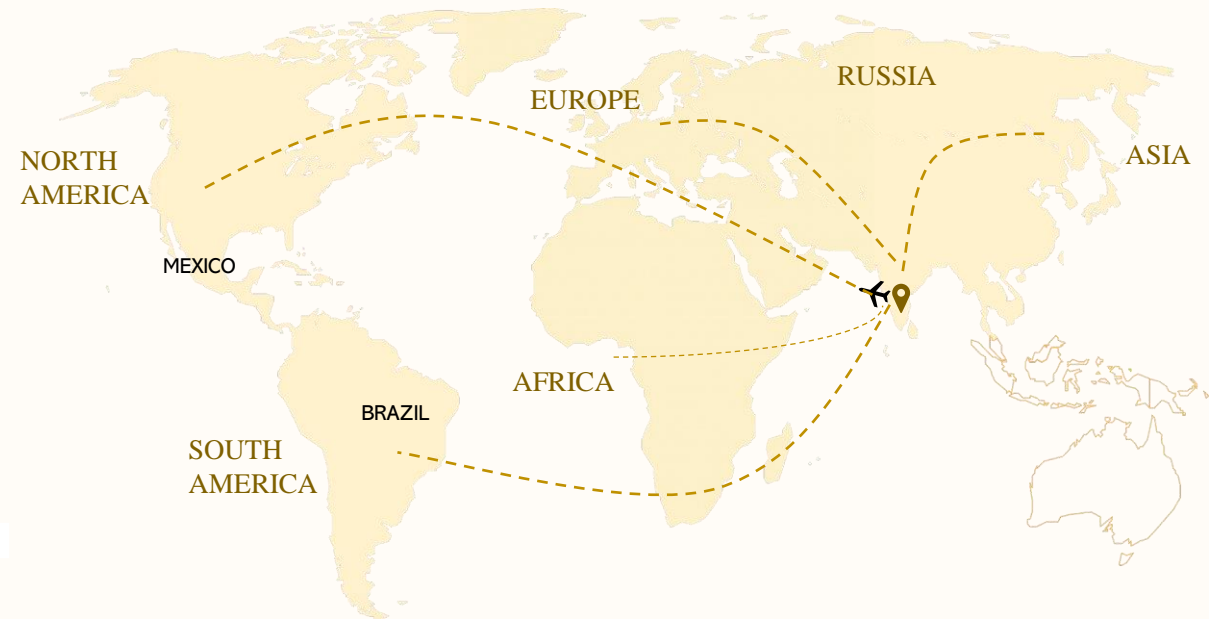 RUSSIA
EUROPE
NORTH
AMERICA
ASIA
MEXICO
AFRICA
BRAZIL
SOUTH
AMERICA